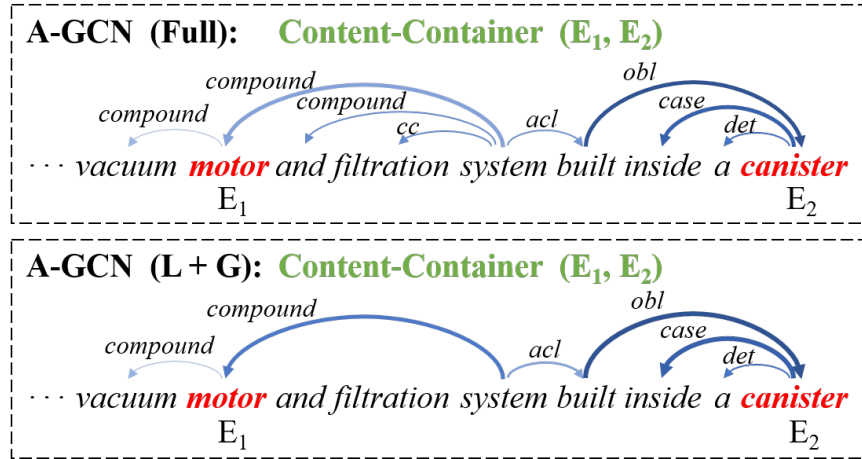 A-GCN (Full): Content-Container (E₁, E₂)
obl
compound
compound
case
compound
cc
acl
det
··· vacuum motor and filtration system built inside a canister
E₁ E₂
A-GCN (L + G): Content-Container (E₁, E₂)
obl
compound
case
compound
acl
det
··· vacuum motor and filtration system built inside a canister
E₁ E₂